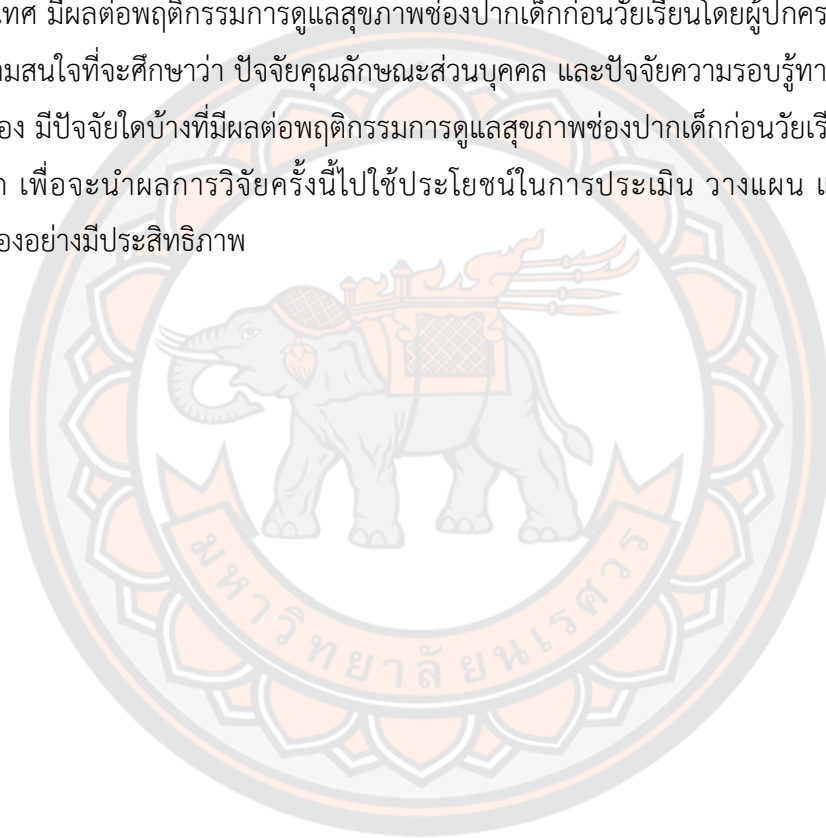 เทศ มีผลต่อพฤติกรรมการดูแลสุขภาพช่องปากเด็กก่อนวัยเรียนโดยผู้ปกคร
ามสนใจที่จะศึกษาว่า ปัจจัยคุณลักษณะส่วนบุคคล และปัจจัยความรอบรู้ทา
อง มีปัจจัยใดบ้างที่มีผลต่อพฤติกรรมการดูแลสุขภาพช่องปากเด็กก่อนวัยเรี
เพื่อจะนำผลการวิจัยครั้งนี้ไปใช้ประโยชน์ในการประเมิน วางแผน แ
องอย่างมีประสิทธิภาพ
มหาวิทยาลัยนเรศวร